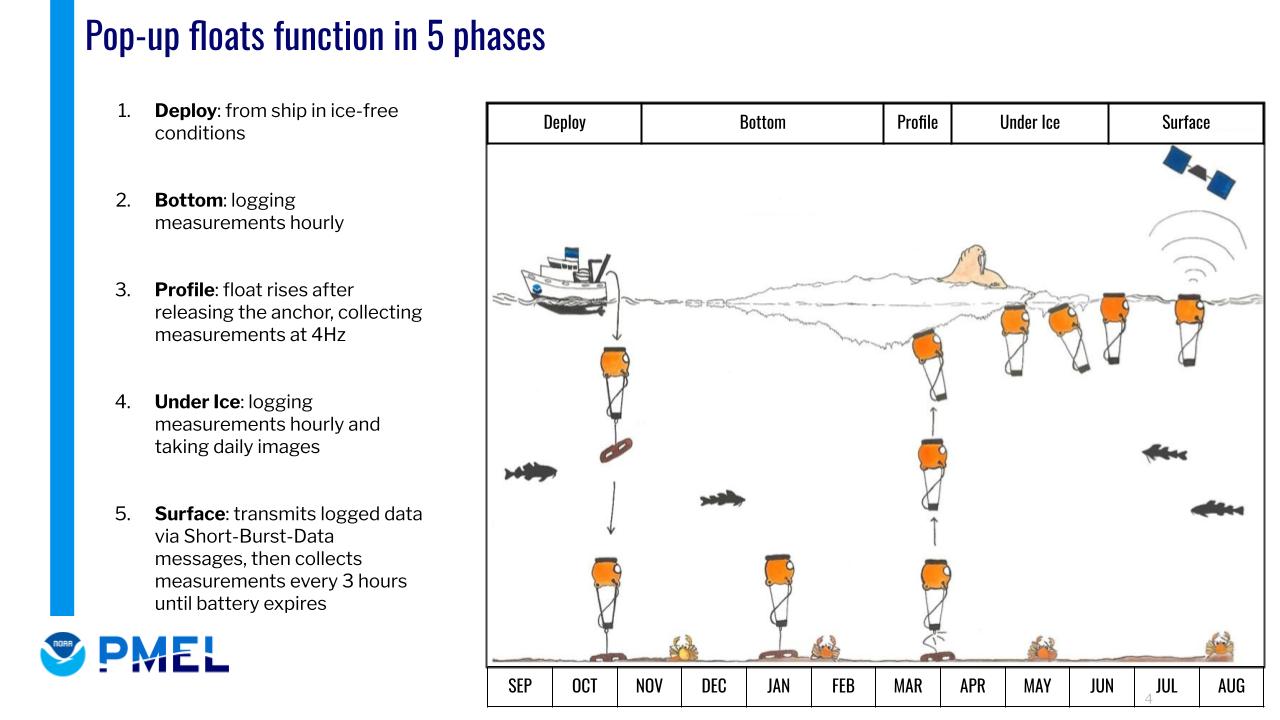 Pop-up floats function in 5 phases
1. Deploy: from ship in ice-free
conditions
2. Bottom: logging
measurements hourly
3. Profile: float rises after
releasing the anchor, collecting
measurements at 4Hz
4. Under Ice: logging
measurements hourly and
taking daily images
5. Surface: transmits logged data
via Short-Burst-Data
messages, then collects
measurements every 3 hours
until battery expires
NOAA
PMEL
Deploy Bottom Profile Under Ice Surface
SEP OCT NOV DEC JAN FEB MAR APR MAY JUN JUL AUG
4